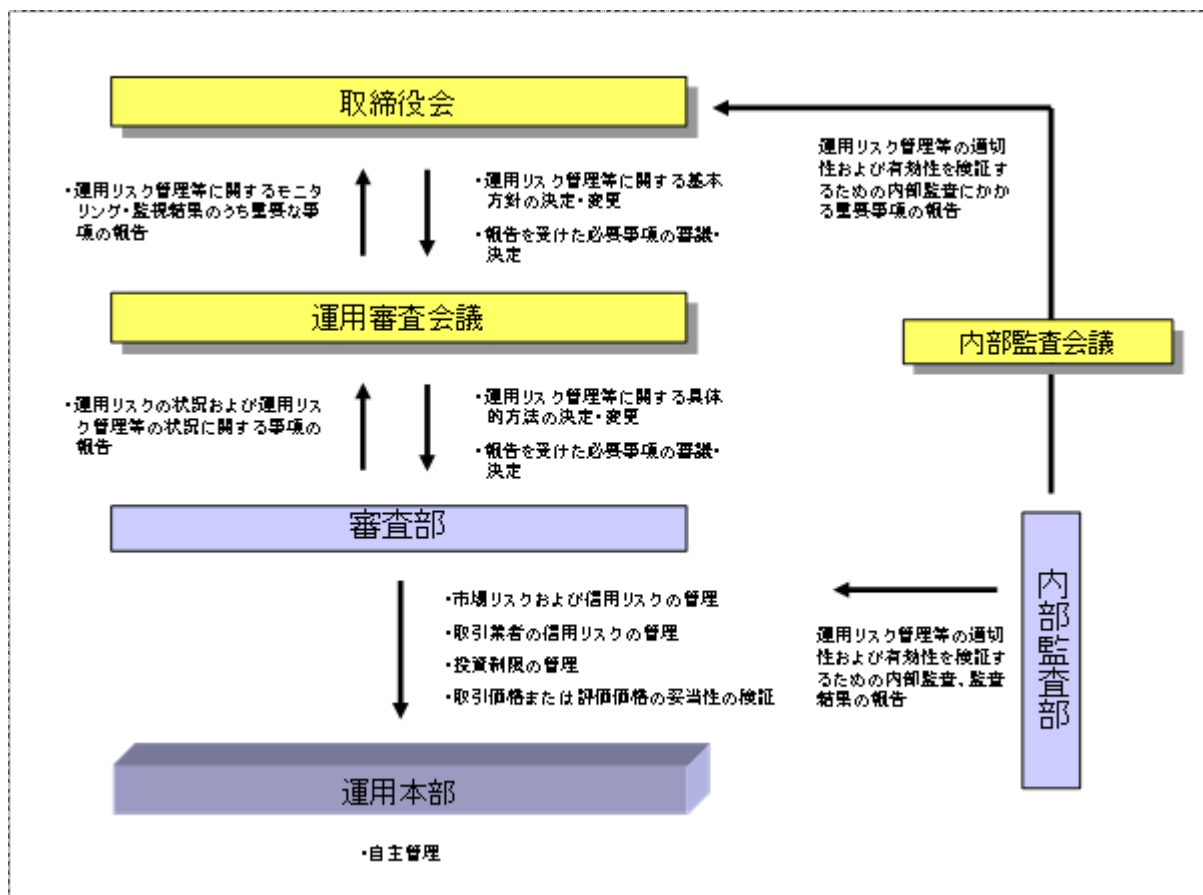 取締役会
・運用リスク管理等に関するモニ
タリング・監視結果のうち重要な事
項の報告
・運用リスク管理等に関する基本
方針の決定・変更
・報告を受けた必要事項の審議・
決定
運用リスク管理等の適切
性および有効性を検証す
るための内部監査にかか
る重要事項の報告
運用審査会議
内部監査会議
・運用リスクの状況および運用リス
ク管理等の状況に関する事項の
報告
・運用リスク管理等に関する具体
的方法の決定・変更
・報告を受けた必要事項の審議・
決定
審査部
内部監査部
・市場リスクおよび信用リスクの管理
・取引業者の信用リスクの管理
・投資制限の管理
・取引価格または評価価格の妥当性の検証
運用リスク管理等の適切
性および有効性を検証す
るための内部監査、監査
結果の報告
運用本部
・自主管理